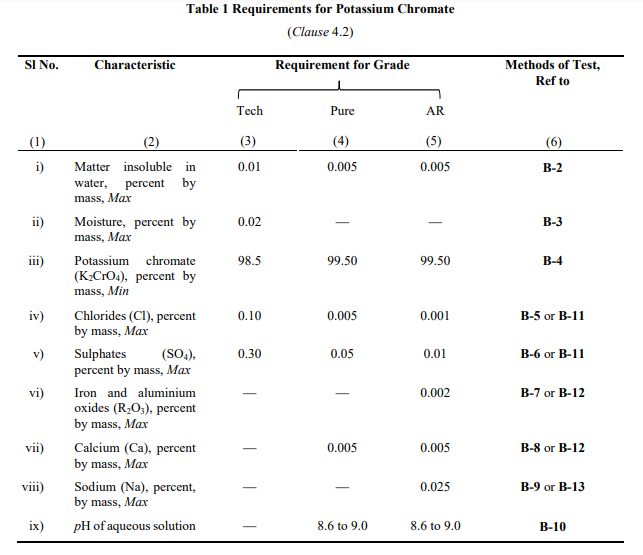 Table 1 Requirements for Potassium Chromate
(Clause 4.2)
Sl No. Characteristic Requirement for Grade Methods of Test,
Ref to
Tech Pure AR
(1) (2) (3) (4) (5) (6)
i) Matter insoluble in 0.01 0.005 0.005 B-2
water, percent by
mass, Max
ii) Moisture, percent by 0.02 — — B-3
mass, Max
iii) Potassium chromate 98.5 99.50 99.50 B-4
(K₂CrO₄), percent by
mass, Min
iv) Chlorides (Cl), percent 0.10 0.005 0.001 B-5 or B-11
by mass, Max
v) Sulphates (SO₄), 0.30 0.05 0.01 B-6 or B-11
percent by mass, Max
vi) Iron and aluminium — — 0.002 B-7 or B-12
oxides (R₂O₃), percent
by mass, Max
vii) Calcium (Ca), percent — 0.005 0.005 B-8 or B-12
by mass, Max
viii) Sodium (Na), percent, — — 0.025 B-9 or B-13
by mass, Max
ix) pH of aqueous solution — 8.6 to 9.0 8.6 to 9.0 B-10